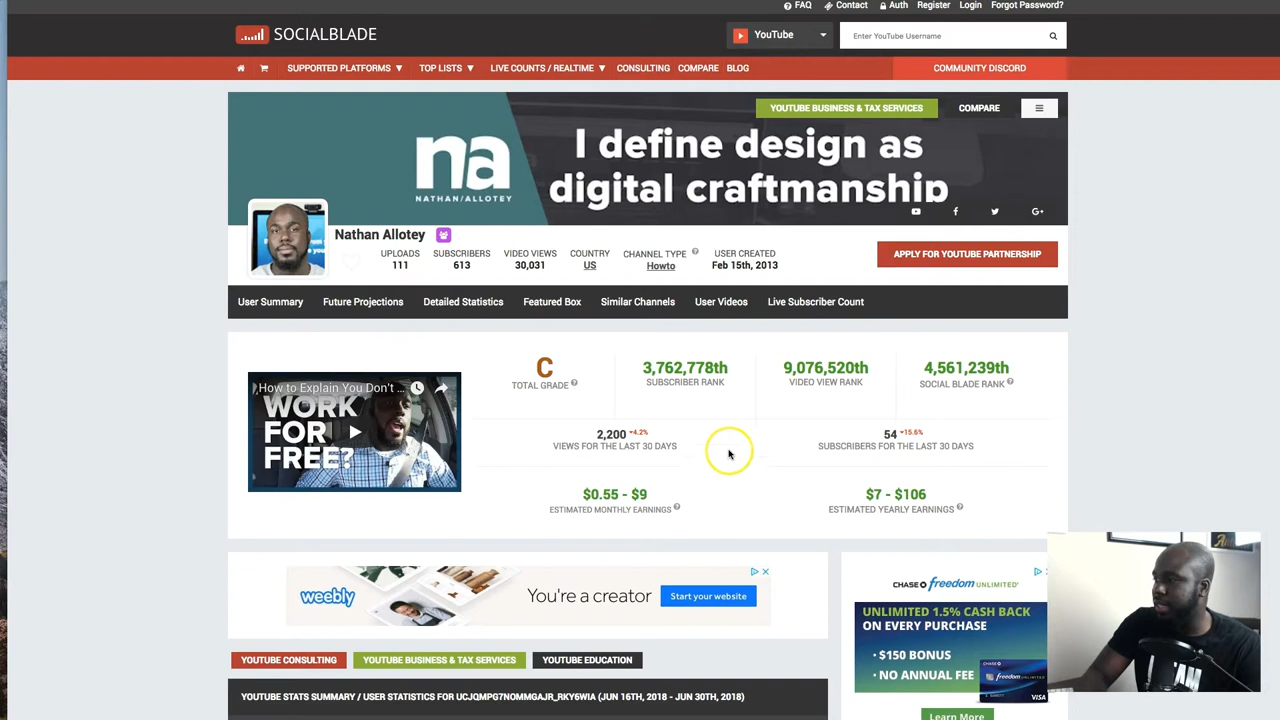 FAQ Contact Auth Register Login Forgot Password?
SOCIALBLADE
YouTube
Enter YouTube Username
SUPPORTED PLATFORMS TOP LISTS LIVE COUNTS / REALTIME CONSULTING COMPARE BLOG COMMUNITY DISCORD
YOUTUBE BUSINESS & TAX SERVICES COMPARE
na
NATHAN/ALLOTEY
I define design as
digital craftmanship
Nathan Allotey
UPLOADS SUBSCRIBERS VIDEO VIEWS COUNTRY CHANNEL TYPE USER CREATED
111 613 30,031 US Howto Feb 15th, 2013
APPLY FOR YOUTUBE PARTNERSHIP
User Summary Future Projections Detailed Statistics Featured Box Similar Channels User Videos Live Subscriber Count
How to Explain You Don't ...
WORK
FOR
FREE?
C 3,762,778th 9,076,520th 4,561,239th
TOTAL GRADE SUBSCRIBER RANK VIDEO VIEW RANK SOCIAL BLADE RANK
2,200 4.2% 54 15.6%
VIEWS FOR THE LAST 30 DAYS SUBSCRIBERS FOR THE LAST 30 DAYS
$0.55 - $9 $7 - $106
ESTIMATED MONTHLY EARNINGS ESTIMATED YEARLY EARNINGS
weebly You're a creator Start your website
CHASE freedom UNLIMITED
UNLIMITED 1.5% CASH BACK
ON EVERY PURCHASE
· $150 BONUS
· NO ANNUAL FEE
freedom
VISA
Learn More
YOUTUBE CONSULTING YOUTUBE BUSINESS & TAX SERVICES YOUTUBE EDUCATION
YOUTUBE STATS SUMMARY / USER STATISTICS FOR UCJQMPG7NOMMGAJR_RKY6WIA (JUN 16TH, 2018 - JUN 30TH, 2018)
I AM